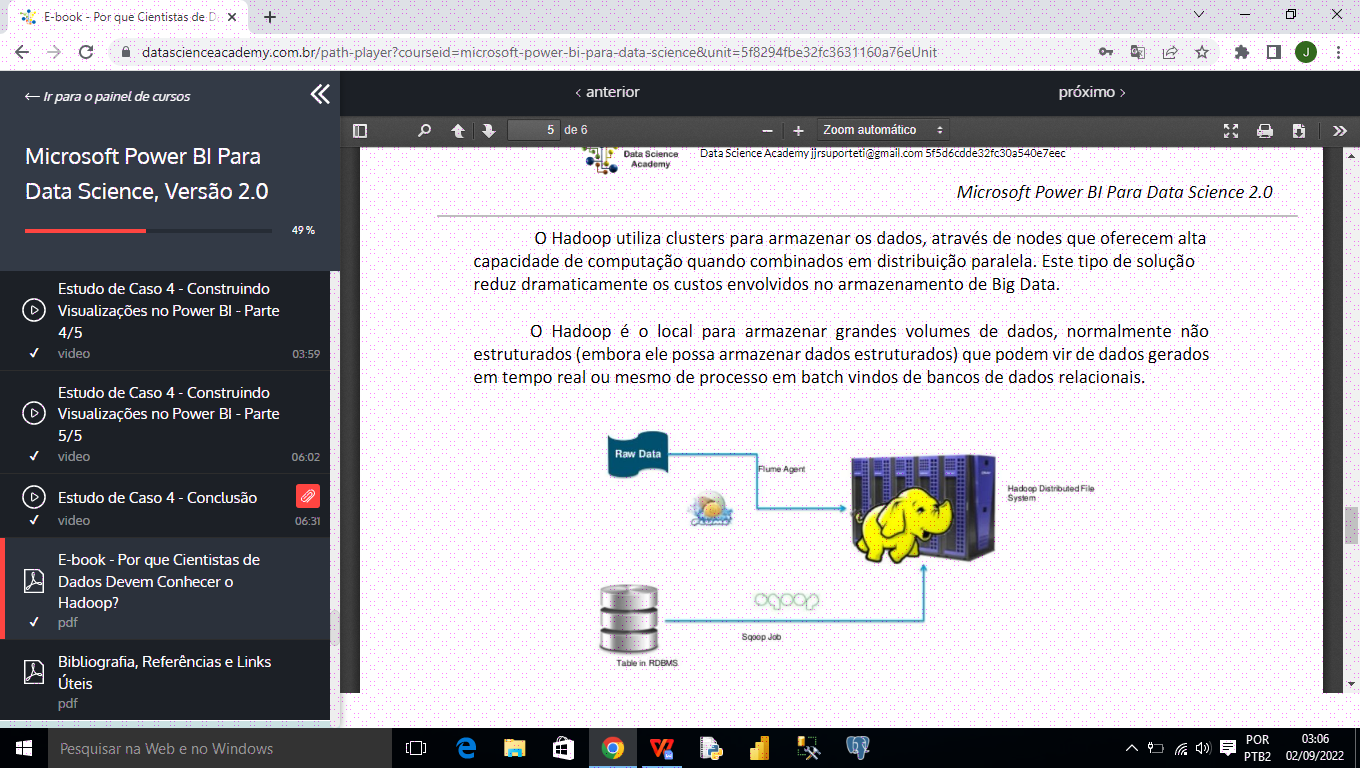 E-book - Por que Cientistas de D
datascienceacademy.com.br/path-player?courseid=microsoft-power-bi-para-data-science&unit=5f8294fbe32fc3631160a76eUnit
J
← Ir para o painel de cursos
Microsoft Power BI Para
Data Science, Versão 2.0
49 %
Estudo de Caso 4 - Construindo
Visualizações no Power BI - Parte
4/5
video 03:59
Estudo de Caso 4 - Construindo
Visualizações no Power BI - Parte
5/5
video 06:02
Estudo de Caso 4 - Conclusão
video 06:31
E-book - Por que Cientistas de
Dados Devem Conhecer o
Hadoop?
pdf
Bibliografia, Referências e Links
Úteis
pdf
‹ anterior próximo ›
5 de 6 Zoom automático
Data Science
Academy
Data Science Academy jjrsuporteti@gmail.com 5f5d6cdde32fc30a540e7eec
Microsoft Power BI Para Data Science 2.0
O Hadoop utiliza clusters para armazenar os dados, através de nodes que oferecem alta
capacidade de computação quando combinados em distribuição paralela. Este tipo de solução
reduz dramaticamente os custos envolvidos no armazenamento de Big Data.
O Hadoop é o local para armazenar grandes volumes de dados, normalmente não
estruturados (embora ele possa armazenar dados estruturados) que podem vir de dados gerados
em tempo real ou mesmo de processo em batch vindos de bancos de dados relacionais.
Raw Data
Flume Agent
Hadoop Distributed File
System
sqoop
Sqoop Job
Table in RDBMS
Pesquisar na Web e no Windows
POR
PTB2
03:06
02/09/2022